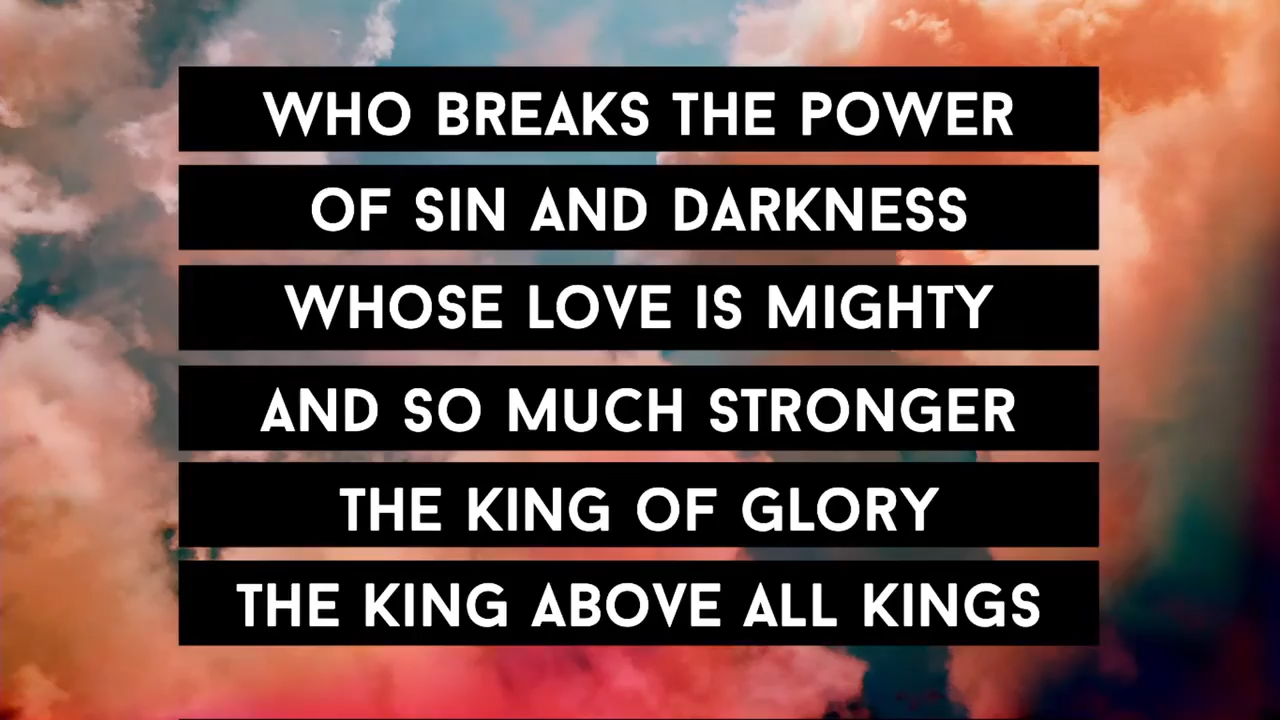 WHO BREAKS THE POWER
OF SIN AND DARKNESS
WHOSE LOVE IS MIGHTY
AND SO MUCH STRONGER
THE KING OF GLORY
THE KING ABOVE ALL KINGS